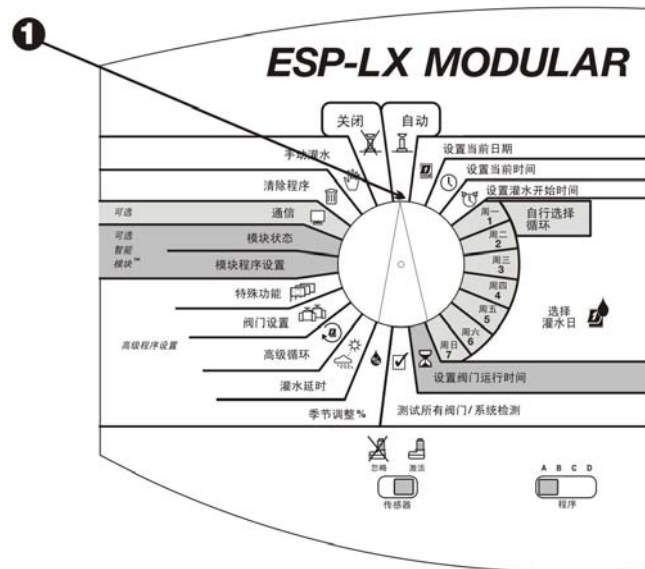 1
ESP-LX MODULAR
关闭
自动
手动灌水
设置当前日期
清除程序
设置当前时间
设置灌水开始时间
可选
通信
周一
1
自行选择
循环
可选
智能
模块™
模块状态
周二
2
模块程序设置
周三
3
特殊功能
周四
4
选择
灌水日
阀门设置
周五
5
高级程序设置
高级循环
周六
6
周日
7
设置阀门运行时间
灌水延时
季节调整%
测试所有阀门/系统检测
忽略
激活
传感器
A B C D
程序